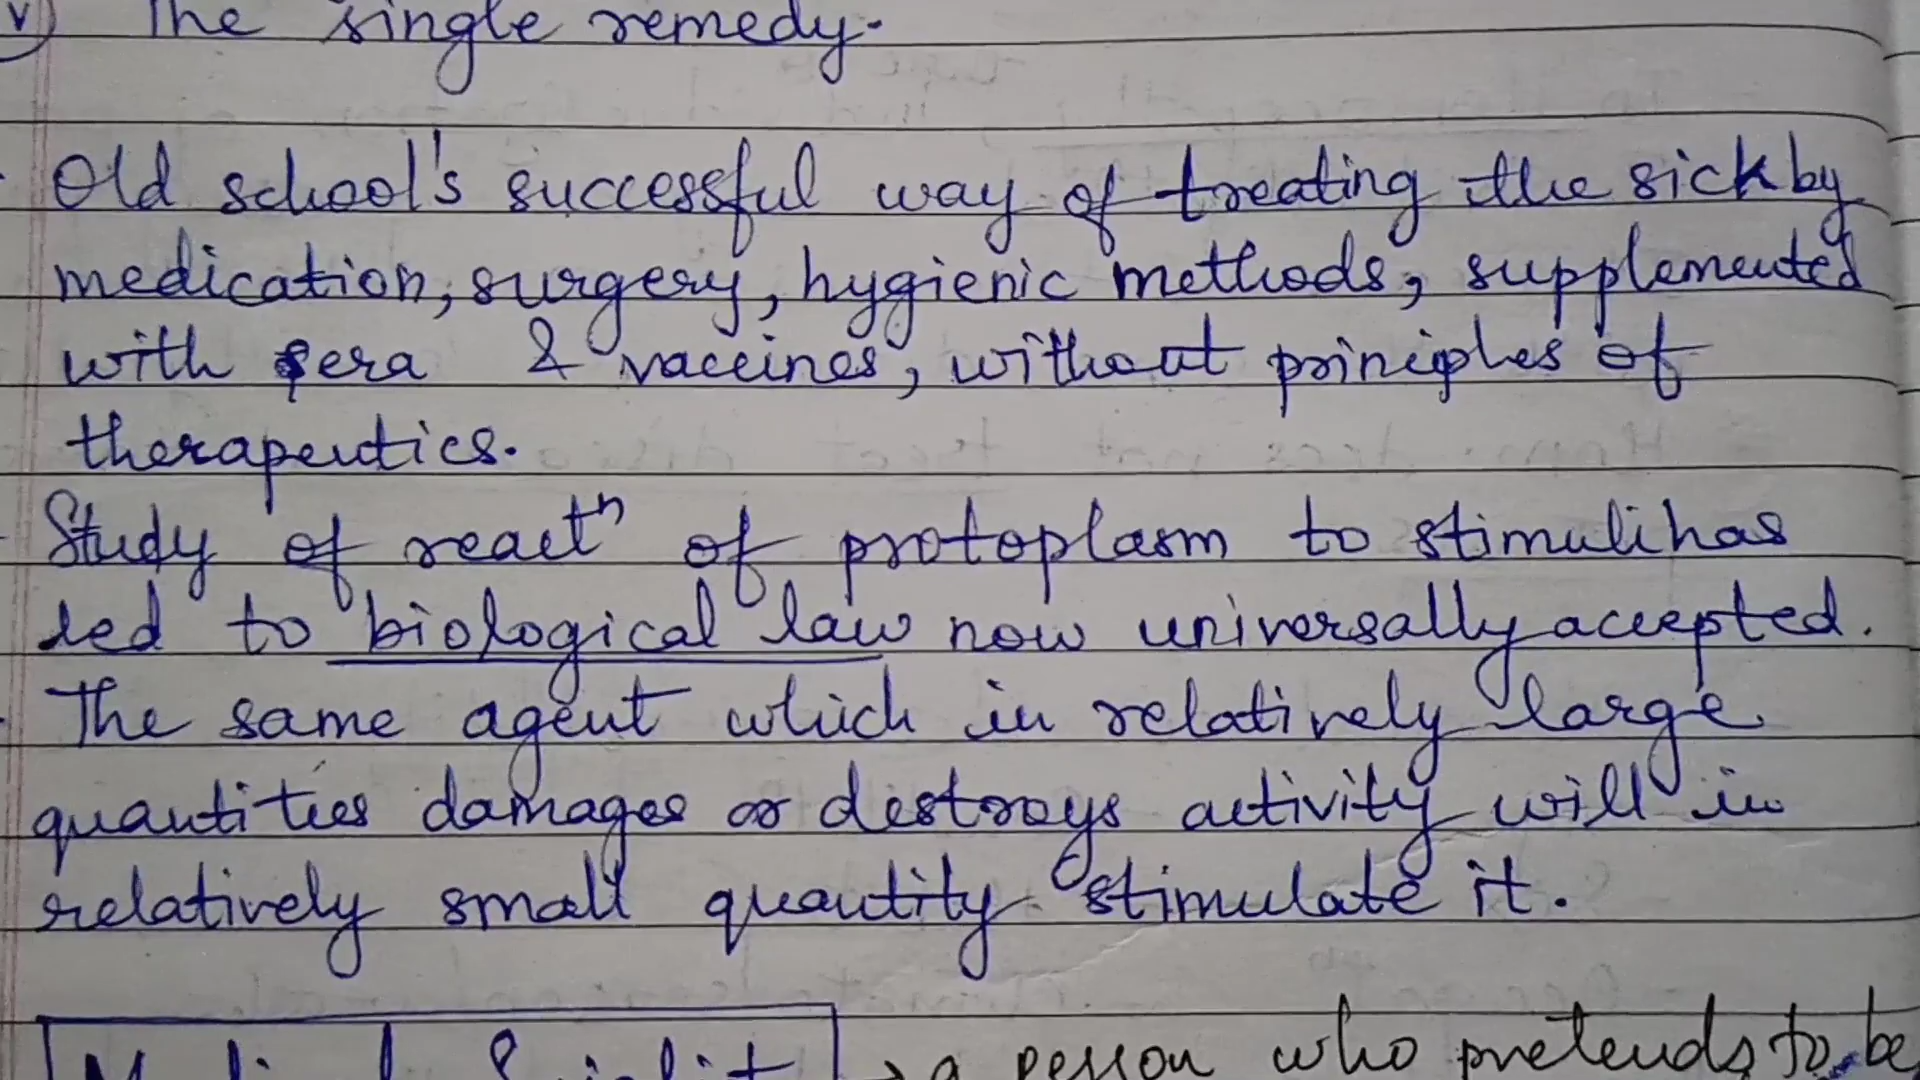 v) The single remedy.
- Old school's successful way of treating the sick by
medication, surgery, hygienic methods, supplemented
with sera & vaccines, without principles of
therapeutics.
- Study of reactn of protoplasm to stimuli has
led to biological law now universally accepted.
- The same agent which in relatively large
quantities damages or destroys activity will in
relatively small quantity stimulate it.
→ a person who pretends to be